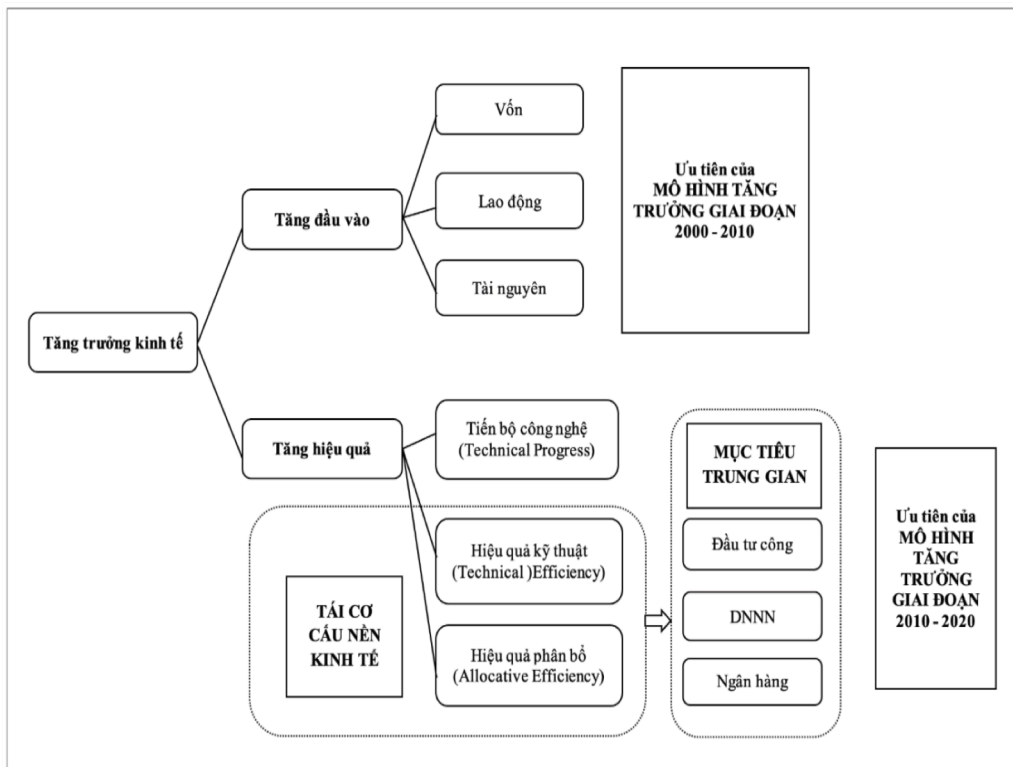 Tăng trưởng kinh tế
Tăng đầu vào
Vốn
Lao động
Tài nguyên
Ưu tiên của
MÔ HÌNH TĂNG
TRƯỞNG GIAI ĐOẠN
2000 - 2010
Tăng hiệu quả
Tiến bộ công nghệ
(Technical Progress)
Hiệu quả kỹ thuật
(Technical )Efficiency)
Hiệu quả phân bổ
(Allocative Efficiency)
TÁI CƠ
CẤU NỀN
KINH TẾ
MỤC TIÊU
TRUNG GIAN
Đầu tư công
DNNN
Ngân hàng
Ưu tiên của
MÔ HÌNH
TĂNG
TRƯỞNG
GIAI ĐOẠN
2010 - 2020